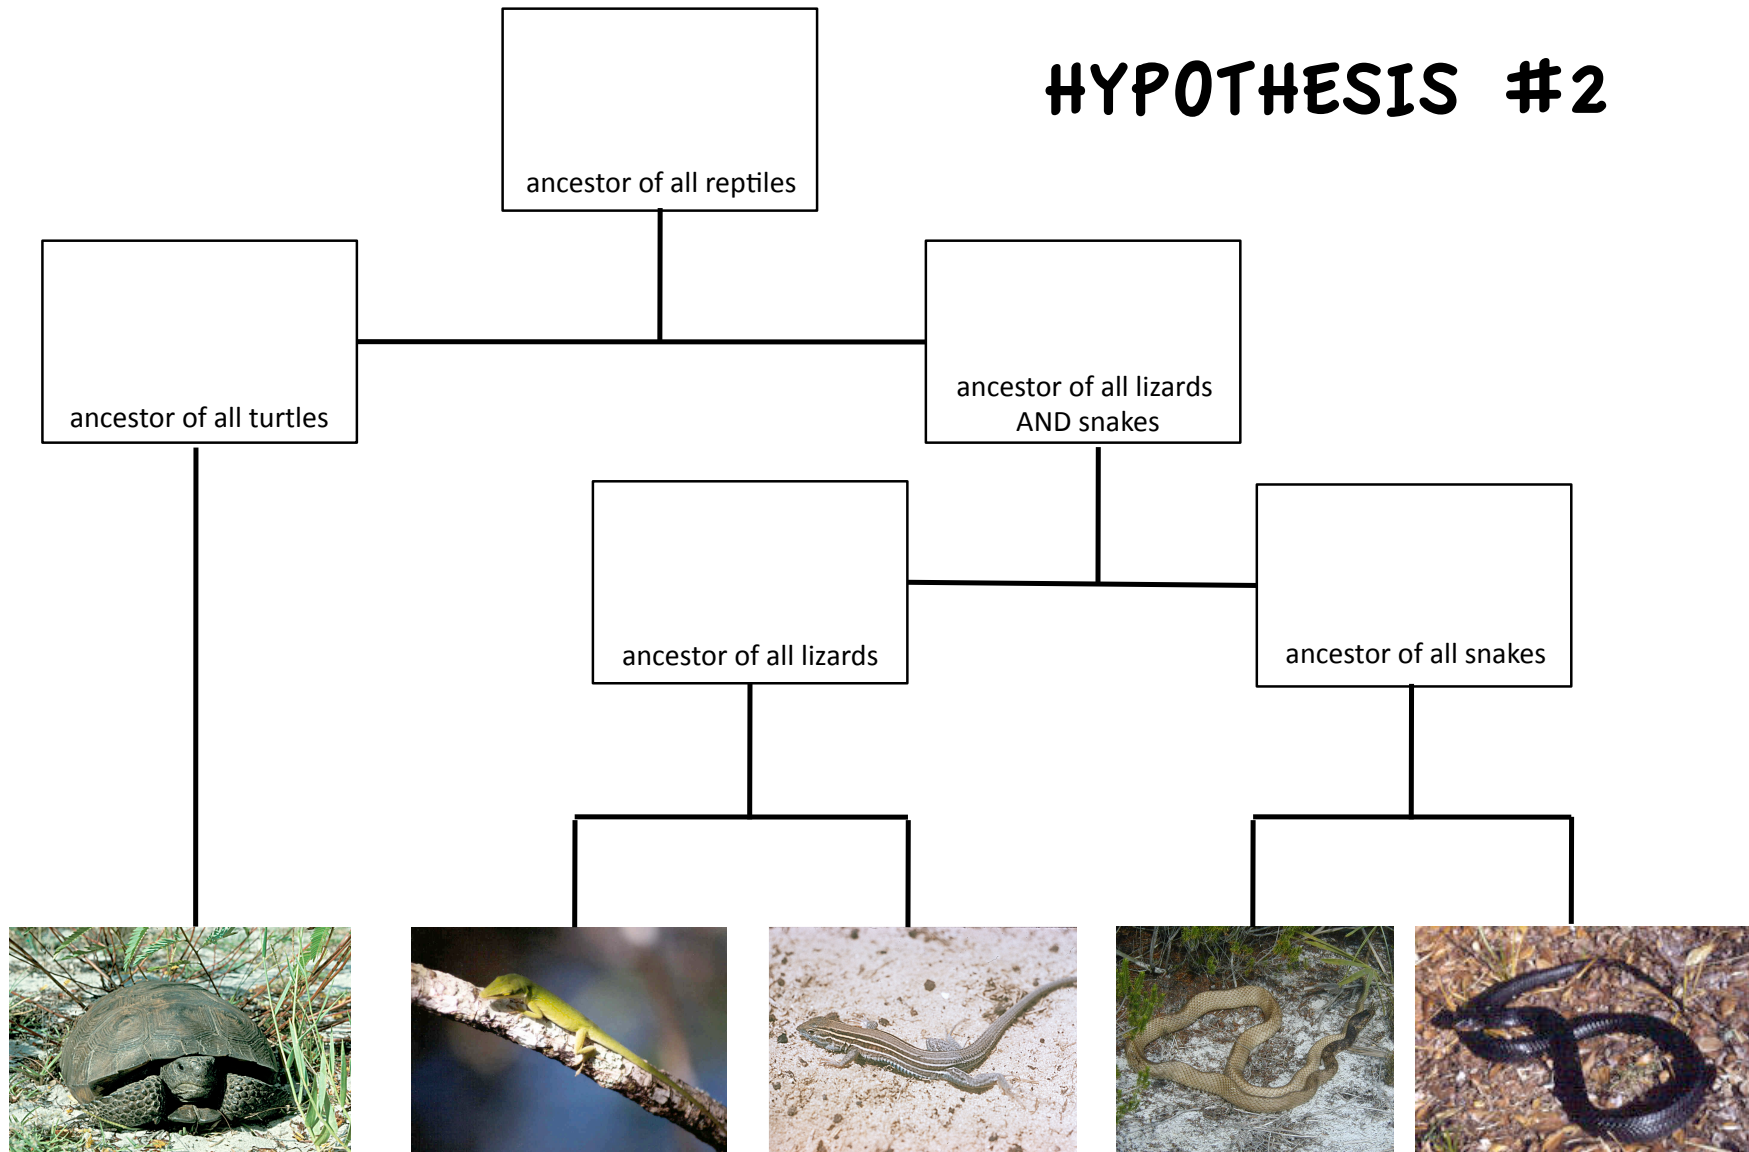 HYPOTHESIS #2
ancestor of all reptiles
ancestor of all turtles
ancestor of all lizards
AND snakes
ancestor of all lizards
ancestor of all snakes